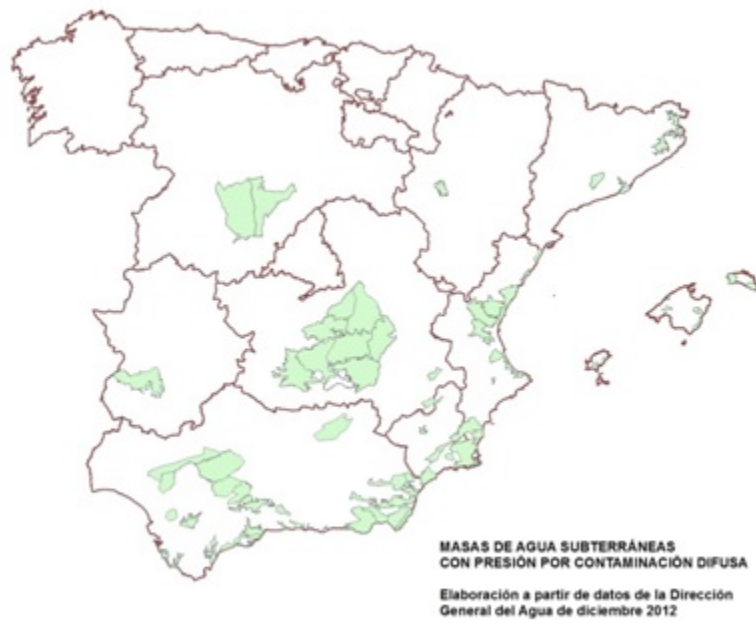 MASAS DE AGUA SUBTERRÁNEAS
CON PRESIÓN POR CONTAMINACIÓN DIFUSA
Elaboración a partir de datos de la Dirección
General del Agua de diciembre 2012